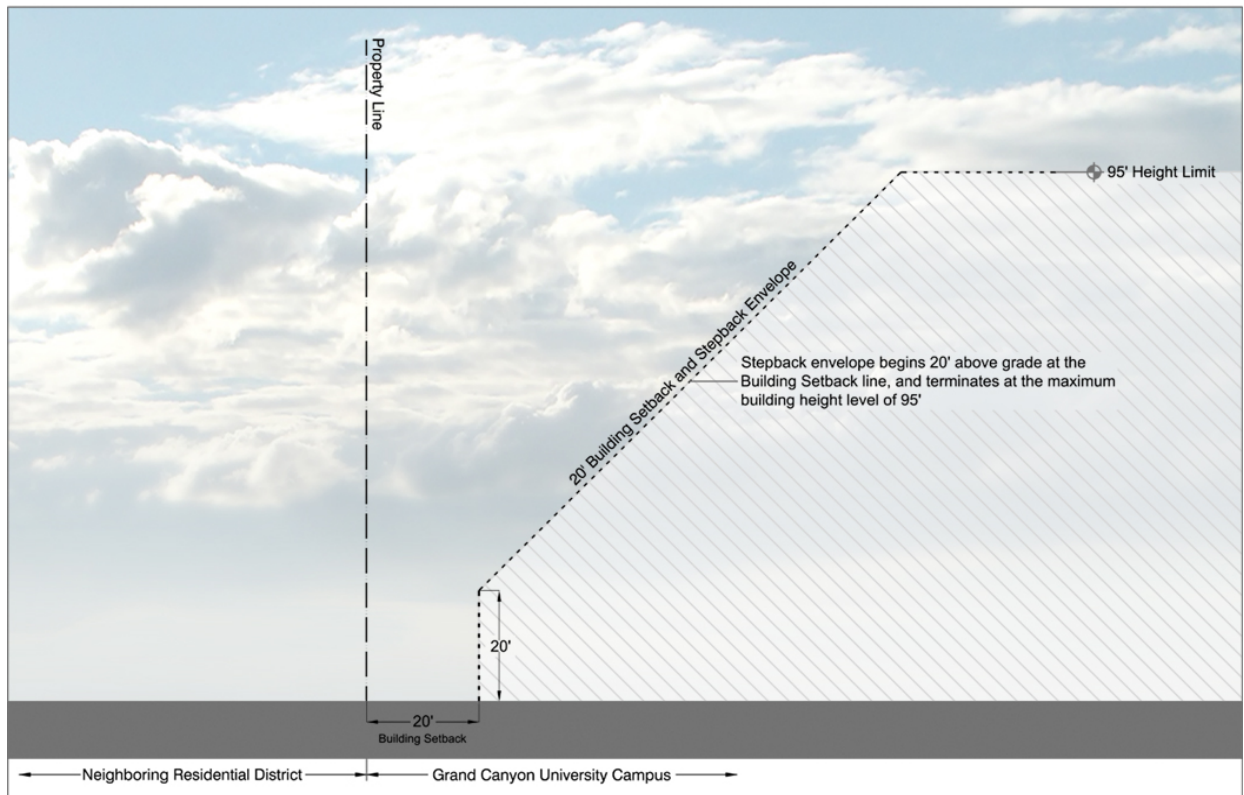 Property Line
95' Height Limit
20' Building Setback and Stepback Envelope
Stepback envelope begins 20' above grade at the
Building Setback line, and terminates at the maximum
building height level of 95'
20'
20'
Building Setback
Neighboring Residential District
Grand Canyon University Campus